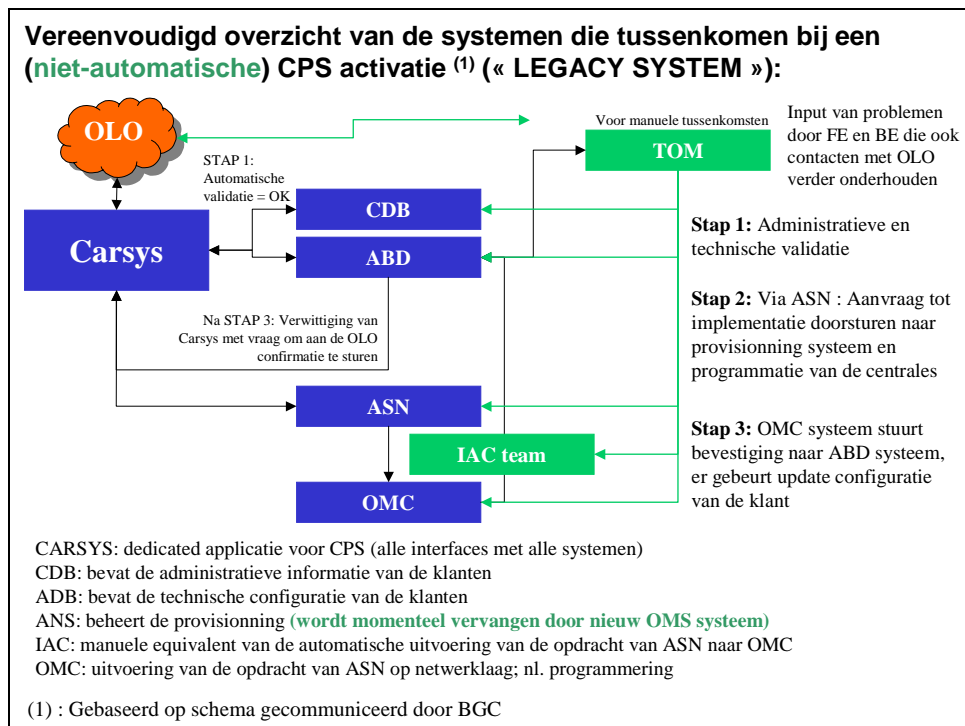 Vereenvoudigd overzicht van de systemen die tussenkomen bij een
(niet-automatische) CPS activatie (1) (« LEGACY SYSTEM »):
OLO
Voor manuele tussenkomsten
TOM
Input van problemen
door FE en BE die ook
contacten met OLO
verder onderhouden
STAP 1:
Automatische
validatie = OK
CDB
Carsys
ABD
Stap 1: Administratieve en
technische validatie
Na STAP 3: Verwittiging van
Carsys met vraag om aan de OLO
confirmatie te sturen
Stap 2: Via ASN : Aanvraag tot
implementatie doorsturen naar
provisionning systeem en
programmatie van de centrales
ASN
IAC team
OMC
Stap 3: OMC systeem stuurt
bevestiging naar ABD systeem,
er gebeurt update configuratie
van de klant
CARSYS: dedicated applicatie voor CPS (alle interfaces met alle systemen)
CDB: bevat de administratieve informatie van de klanten
ADB: bevat de technische configuratie van de klanten
ANS: beheert de provisionning (wordt momenteel vervangen door nieuw OMS systeem)
IAC: manuele equivalent van de automatische uitvoering van de opdracht van ASN naar OMC
OMC: uitvoering van de opdracht van ASN op netwerklaag; nl. programmering
(1) : Gebaseerd op schema gecommuniceerd door BGC